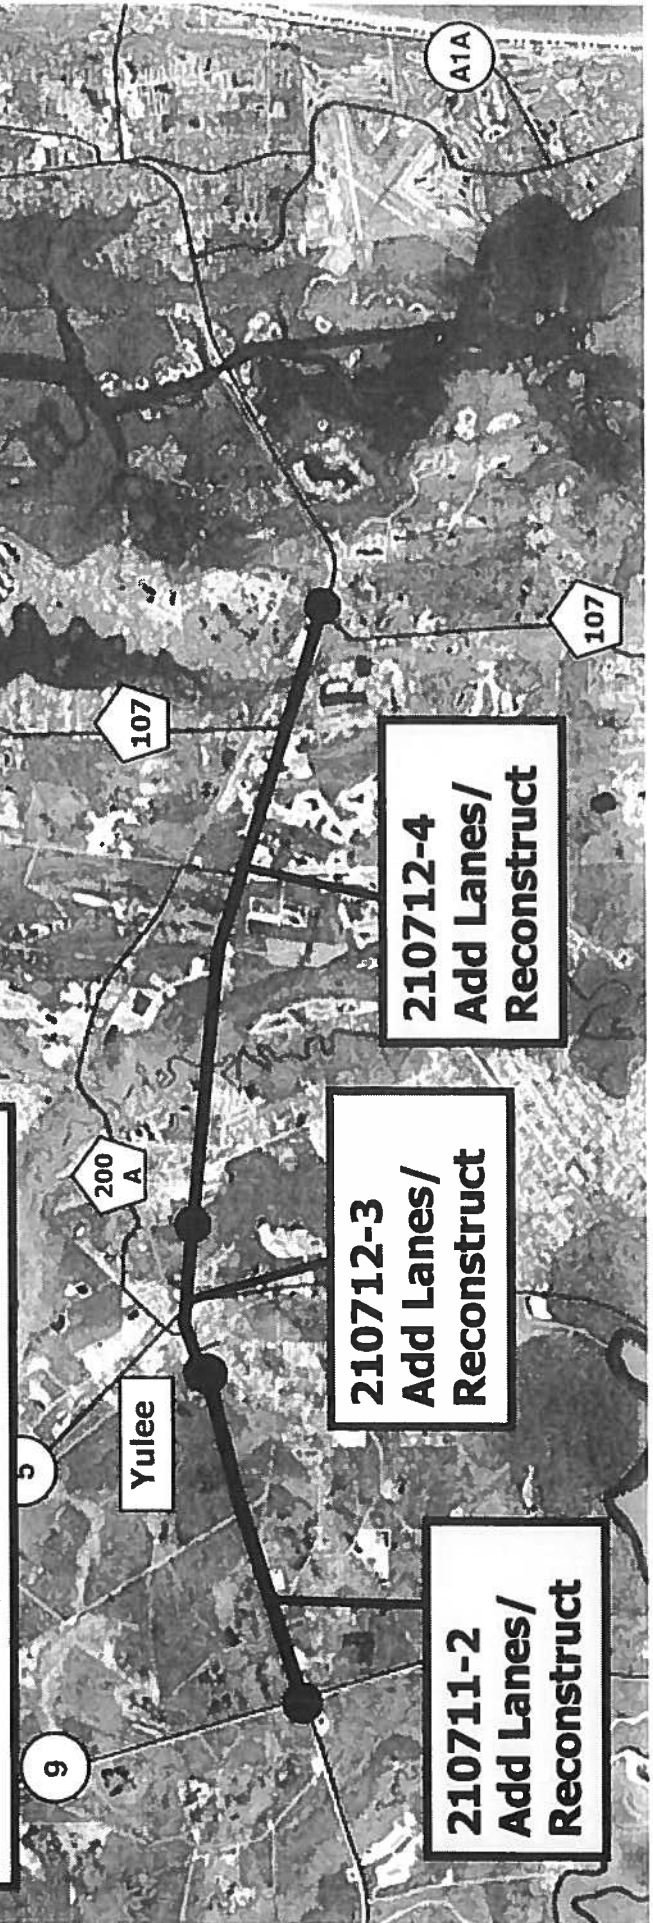 9
5
Yulee
200
A
107
107
A1A
210711-2
Add Lanes/
Reconstruct
210712-3
Add Lanes/
Reconstruct
210712-4
Add Lanes/
Reconstruct